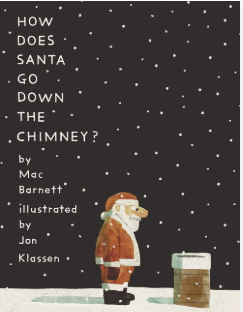 HOW
DOES
SANTA
GO
DOWN
THE
CHIMNEY?
by
Mac
Barnett
illustrated
by
Jon
Klassen